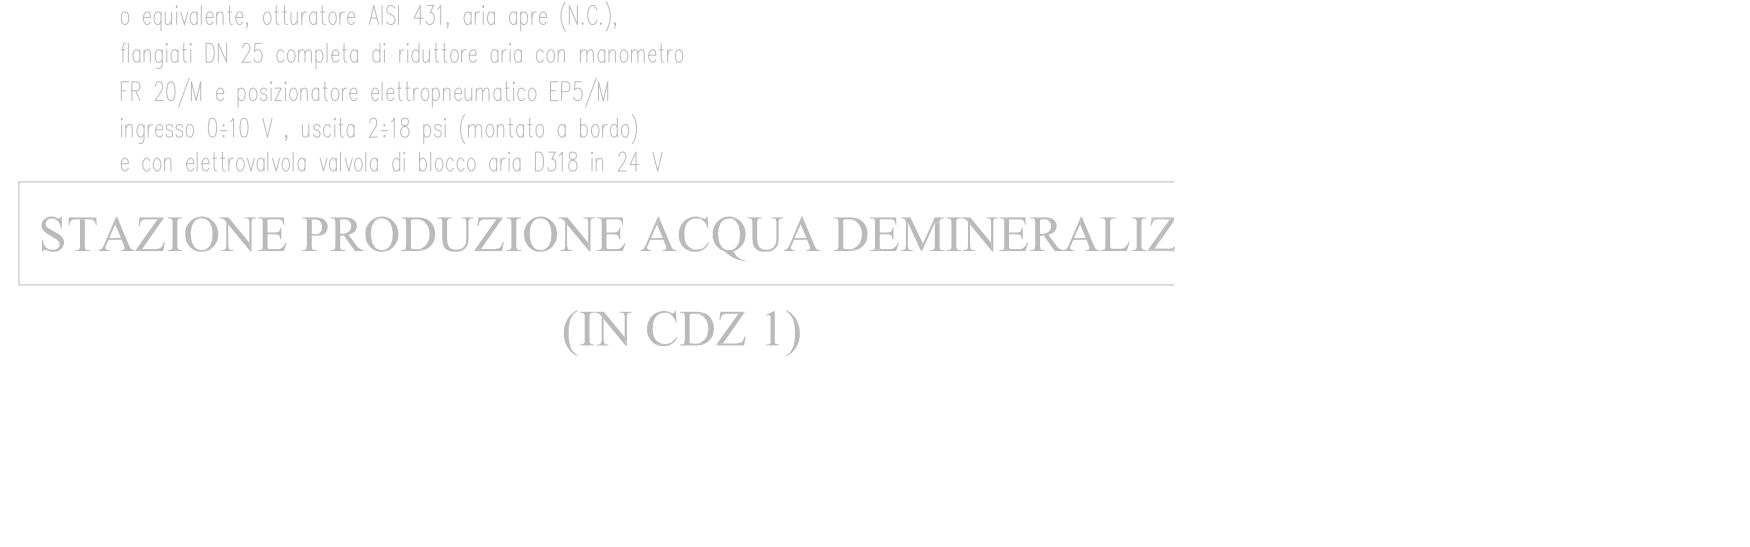 o equivalente, otturatore AISI 431, aria apre (N.C.),
flangiati DN 25 completa di riduttore aria con manometro
FR 20/M e posizionatore elettropneumatico EP5/M
ingresso 0÷10 V , uscita 2÷18 psi (montato a bordo)
e con elettrovalvola valvola di blocco aria D318 in 24 V
STAZIONE PRODUZIONE ACQUA DEMINERALIZ
(IN CDZ 1)